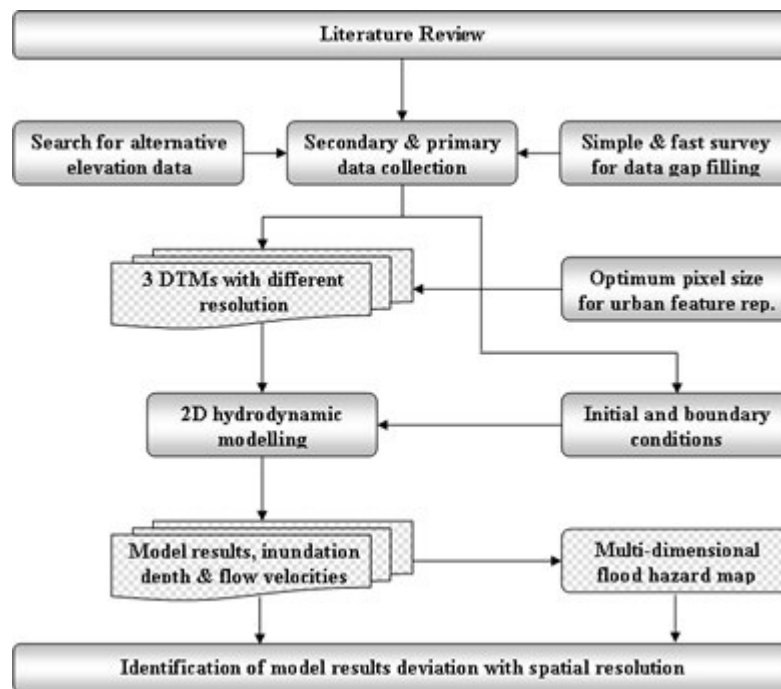 Literature Review
Search for alternative
elevation data
Secondary & primary
data collection
Simple & fast survey
for data gap filling
3 DTMs with different
resolution
Optimum pixel size
for urban feature rep.
2D hydrodynamic
modelling
Initial and boundary
conditions
Model results, inundation
depth & flow velocities
Multi-dimensional
flood hazard map
Identification of model results deviation with spatial resolution